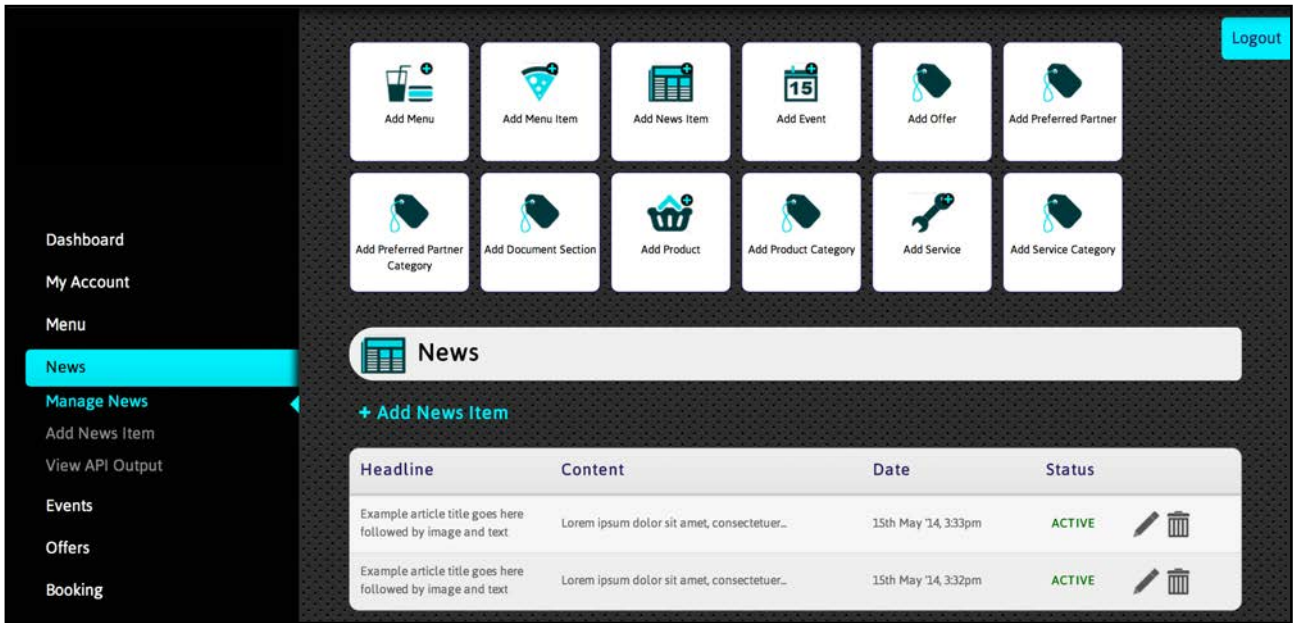 Logout
Add Menu
Add Menu Item
Add News Item
15
Add Event
Add Offer
Add Preferred Partner
Add Preferred Partner
Category
Add Document Section
Add Product
Add Product Category
Add Service
Add Service Category
Dashboard
My Account
Menu
News
Manage News
Add News Item
View API Output
Events
Offers
Booking
News
+ Add News Item
Headline Content Date Status
Example article title goes here
followed by image and text
Lorem ipsum dolor sit amet, consectetuer...
15th May '14, 3:33pm
ACTIVE
Example article title goes here
followed by image and text
Lorem ipsum dolor sit amet, consectetuer...
15th May '14, 3:32pm
ACTIVE